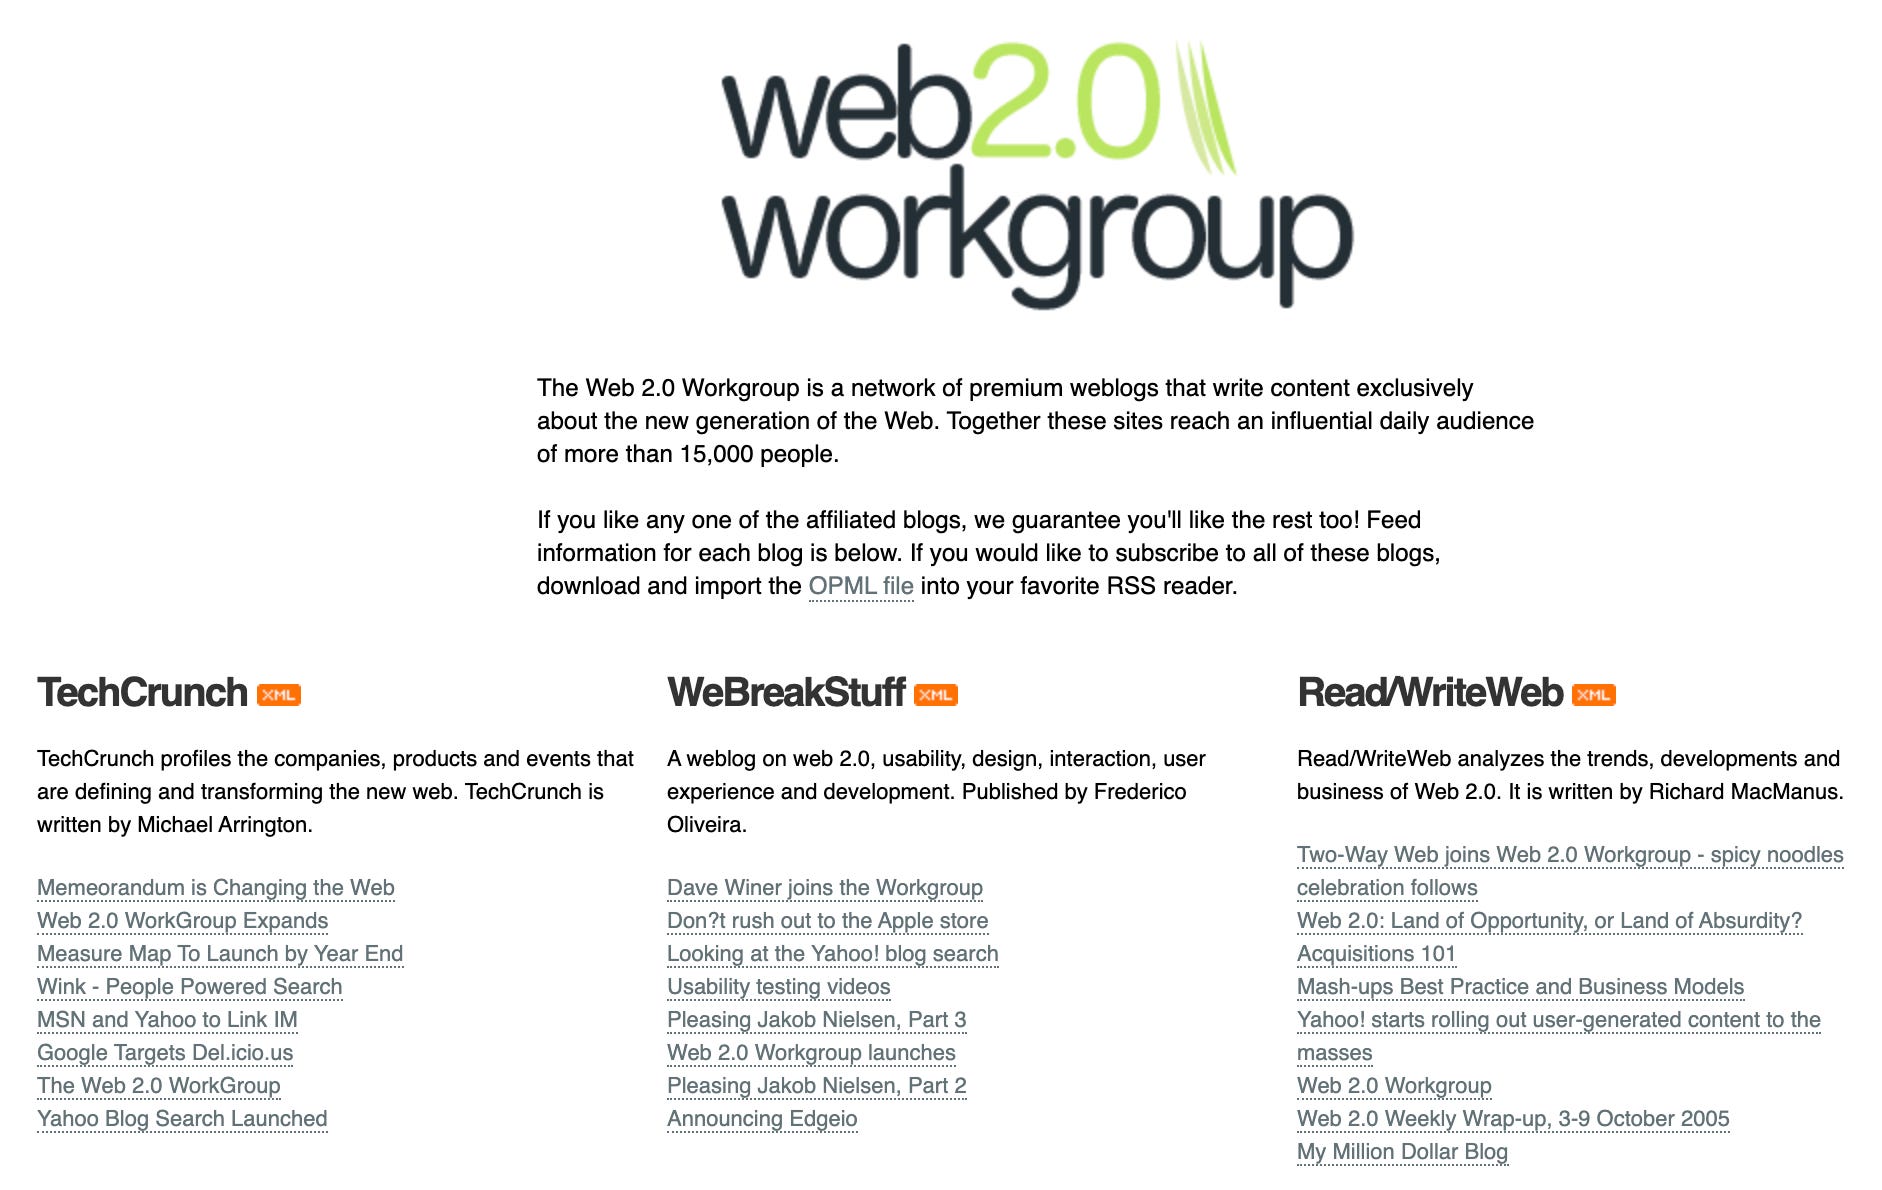 web2.0
workgroup
The Web 2.0 Workgroup is a network of premium weblogs that write content exclusively
about the new generation of the Web. Together these sites reach an influential daily audience
of more than 15,000 people.
If you like any one of the affiliated blogs, we guarantee you'll like the rest too! Feed
information for each blog is below. If you would like to subscribe to all of these blogs,
download and import the OPML file into your favorite RSS reader.
TechCrunch XML
TechCrunch profiles the companies, products and events that
are defining and transforming the new web. TechCrunch is
written by Michael Arrington.
Memeorandum is Changing the Web
Web 2.0 WorkGroup Expands
Measure Map To Launch by Year End
Wink - People Powered Search
MSN and Yahoo to Link IM
Google Targets Del.icio.us
The Web 2.0 WorkGroup
Yahoo Blog Search Launched
WeBreakStuff XML
A weblog on web 2.0, usability, design, interaction, user
experience and development. Published by Frederico
Oliveira.
Dave Winer joins the Workgroup
Don?t rush out to the Apple store
Looking at the Yahoo! blog search
Usability testing videos
Pleasing Jakob Nielsen, Part 3
Web 2.0 Workgroup launches
Pleasing Jakob Nielsen, Part 2
Announcing Edgeio
Read/WriteWeb XML
Read/WriteWeb analyzes the trends, developments and
business of Web 2.0. It is written by Richard MacManus.
Two-Way Web joins Web 2.0 Workgroup - spicy noodles
celebration follows
Web 2.0: Land of Opportunity, or Land of Absurdity?
Acquisitions 101
Mash-ups Best Practice and Business Models
Yahoo! starts rolling out user-generated content to the
masses
Web 2.0 Workgroup
Web 2.0 Weekly Wrap-up, 3-9 October 2005
My Million Dollar Blog